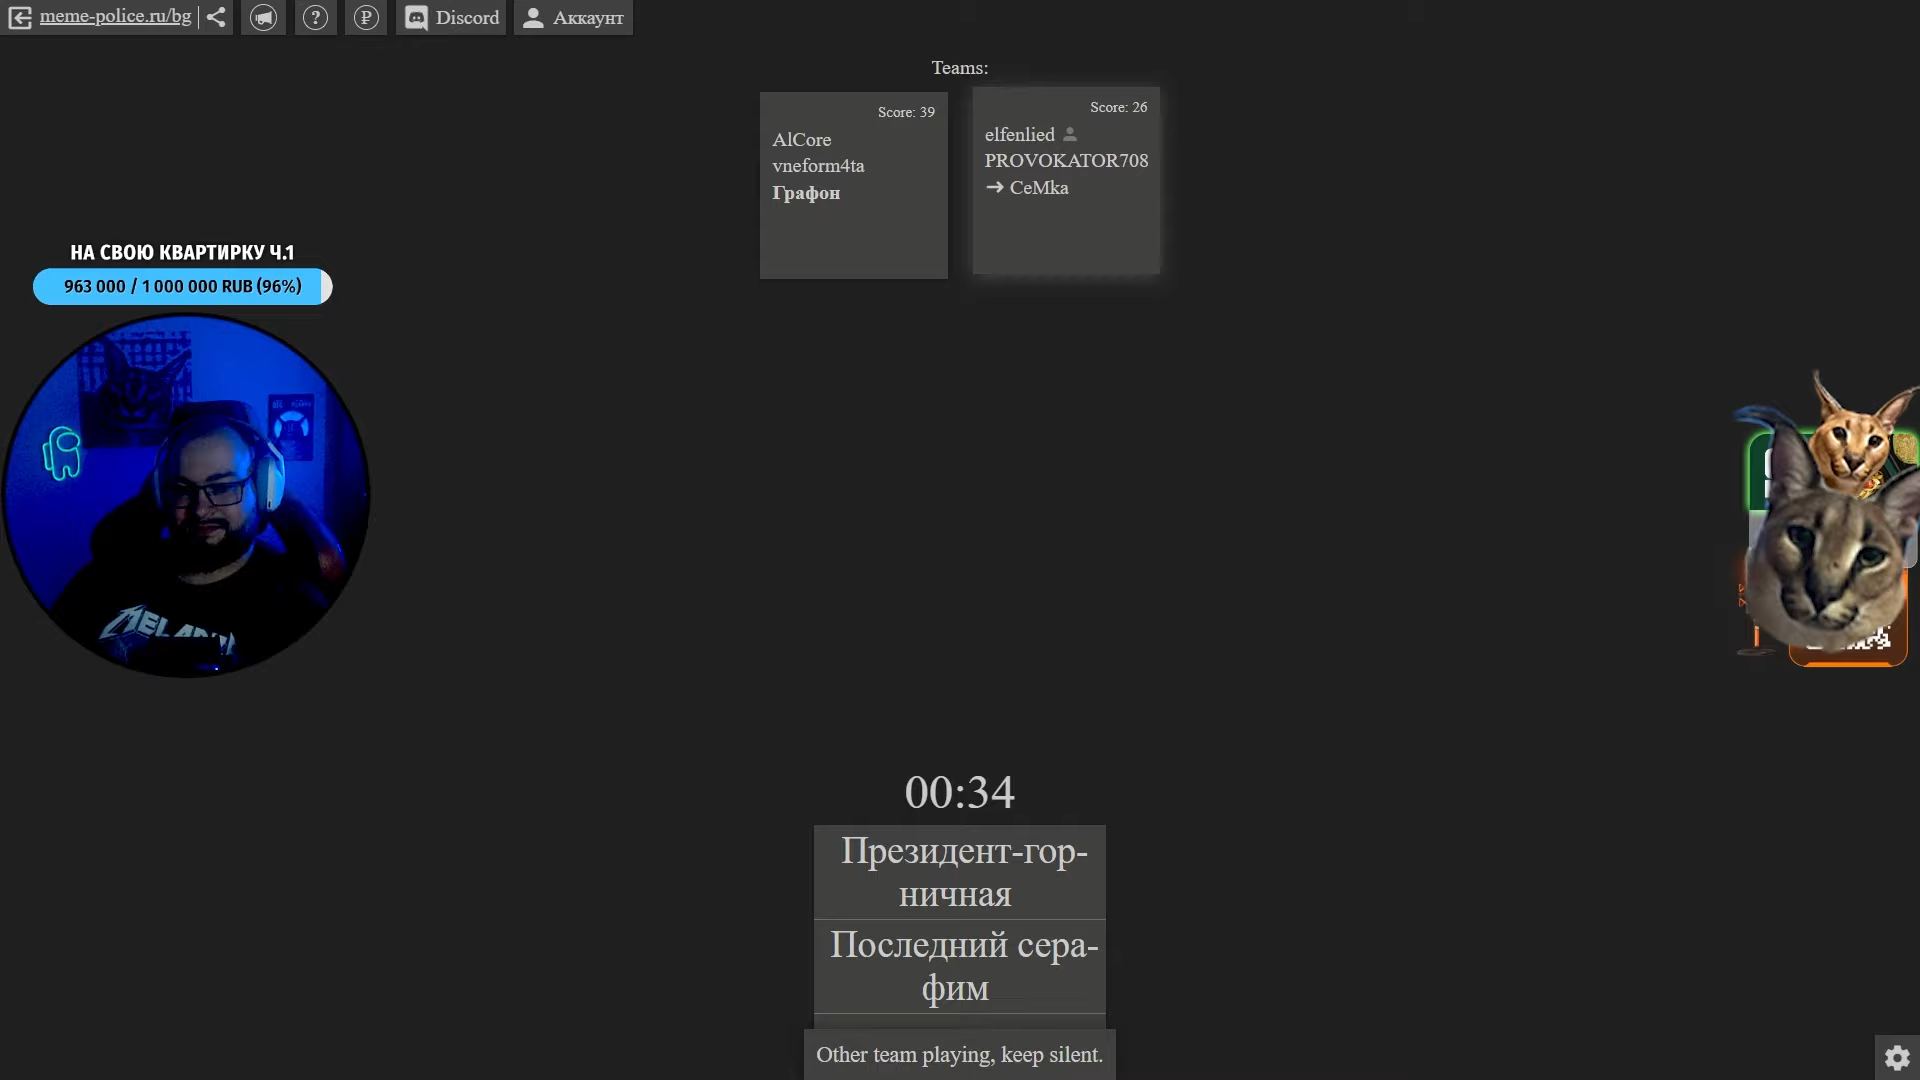 meme-police.ru/bg
Discord
Аккаунт
Teams:
Score: 39
AlCore
vneform4ta
Графон
Score: 26
elfenlied
PROVOKATOR708
→ CeMka
НА СВОЮ КВАРТИРКУ Ч.1
963 000 / 1 000 000 RUB (96%)
00:34
Президент-гор-
ничная
Последний сера-
фим
Other team playing, keep silent.